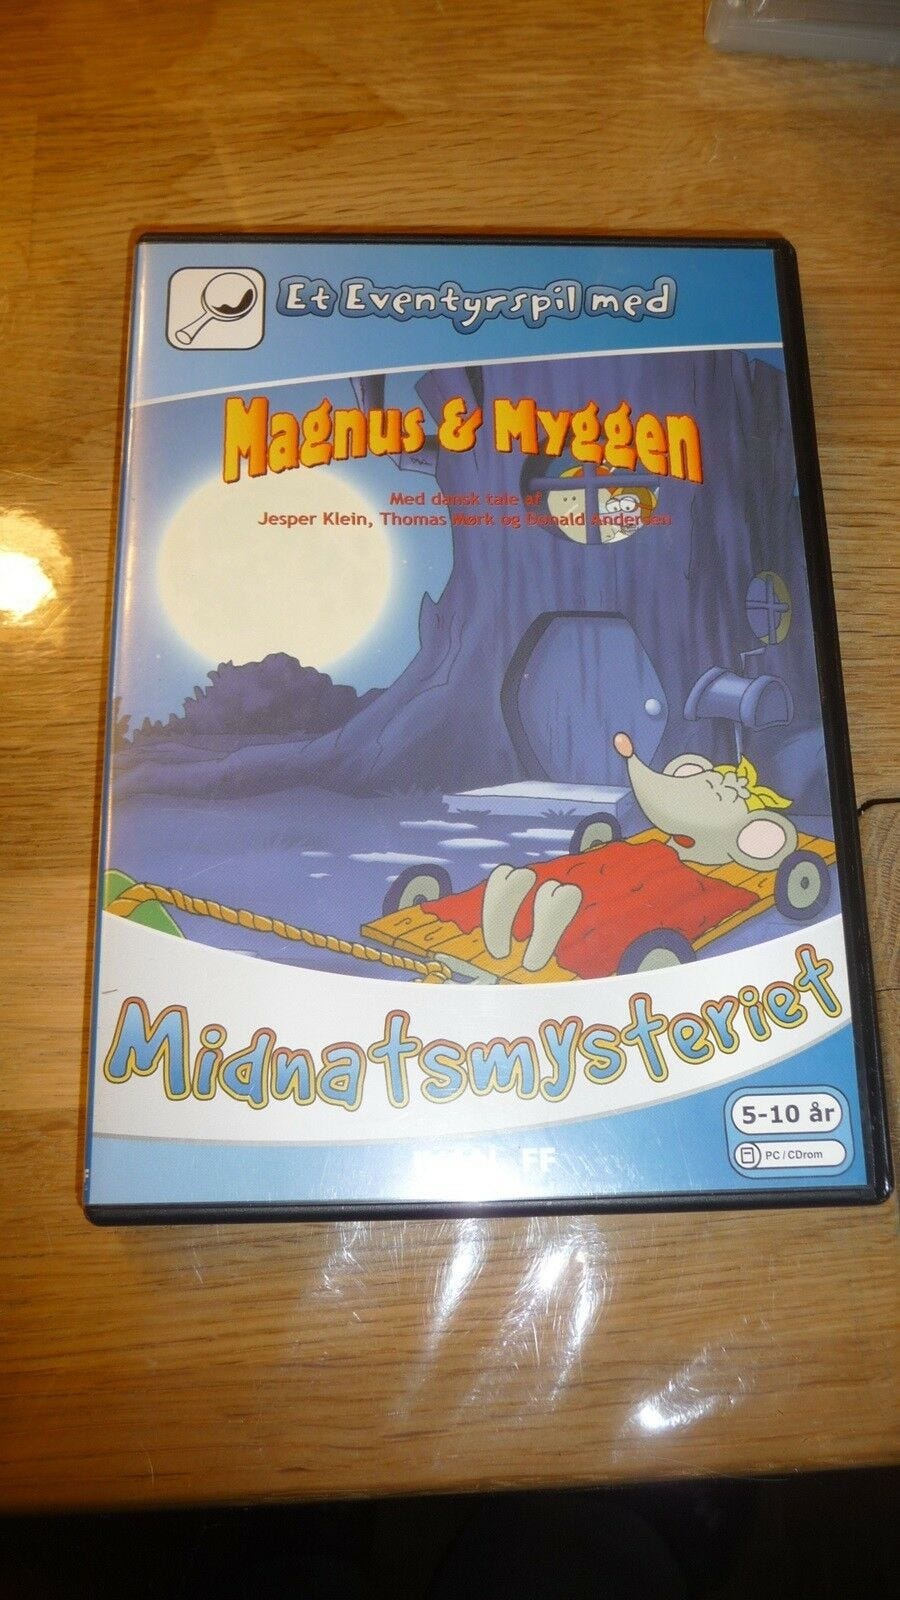 Et Eventyrspil med
Magnus & Myggen
Med dansk tale af
Jesper Klein, Thomas Mørk og Donald Andersen
Midnatsmysteriet
5-10 år
PC / CDrom